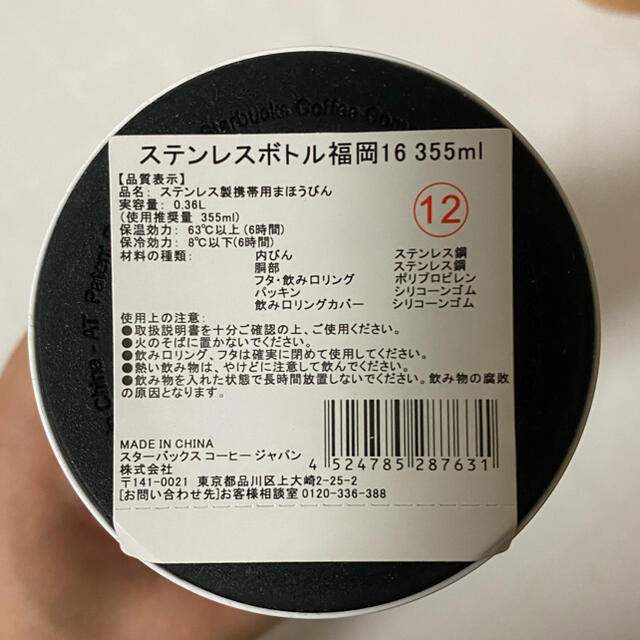 Starbucks Coffee Com
ステンレスボトル福岡16 355ml
【品質表示】
品名: ステンレス製携帯用まほうびん
実容量: 0.36L
(使用推奨量 355ml)
保温効力: 63℃以上(6時間)
保冷効力: 8℃以下(6時間)
⑫
材料の種類: 内びん ステンレス鋼
胴部 ステンレス鋼
フタ・飲み口リング ポリプロピレン
パッキン シリコーンゴム
飲み口リングカバー シリコーンゴム
使用上の注意:
●取扱説明書を十分ご確認の上、ご使用ください。
●火のそばに置かないでください。
●飲み口リング、フタは確実に閉めて使用してください。
●熱い飲み物は、やけどに注意して飲んでください。
●飲み物を入れた状態で長時間放置しないでください。飲み物の腐敗
の原因となります。
MADE IN CHINA
スターバックス コーヒー ジャパン
株式会社
〒141-0021 東京都品川区上大崎2-25-2
[お問い合わせ先]お客様相談室 0120-336-388
4 524785 287631
in China - AT Patent